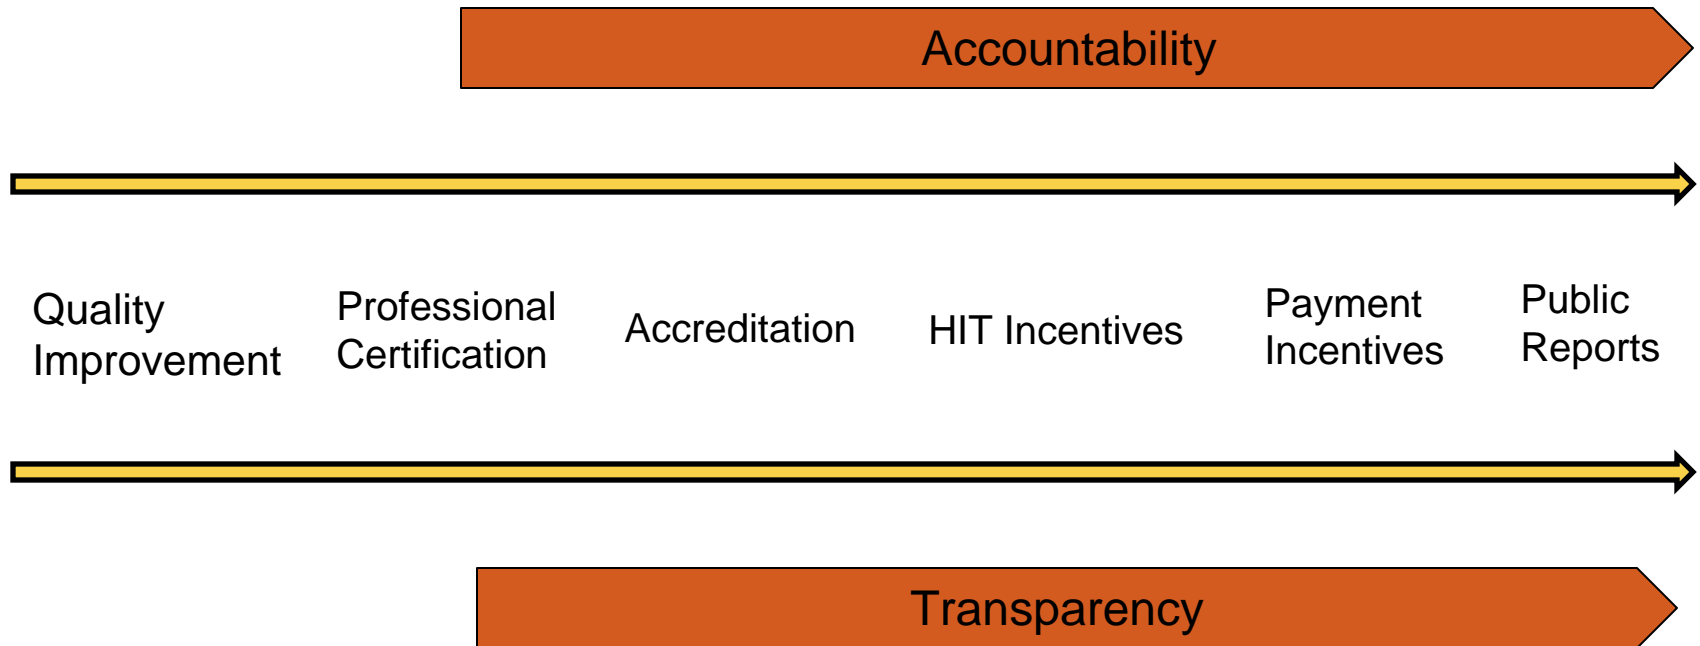 Accountability
Quality
Improvement
Professional
Certification
Accreditation
HIT Incentives
Payment
Incentives
Public
Reports
Transparency